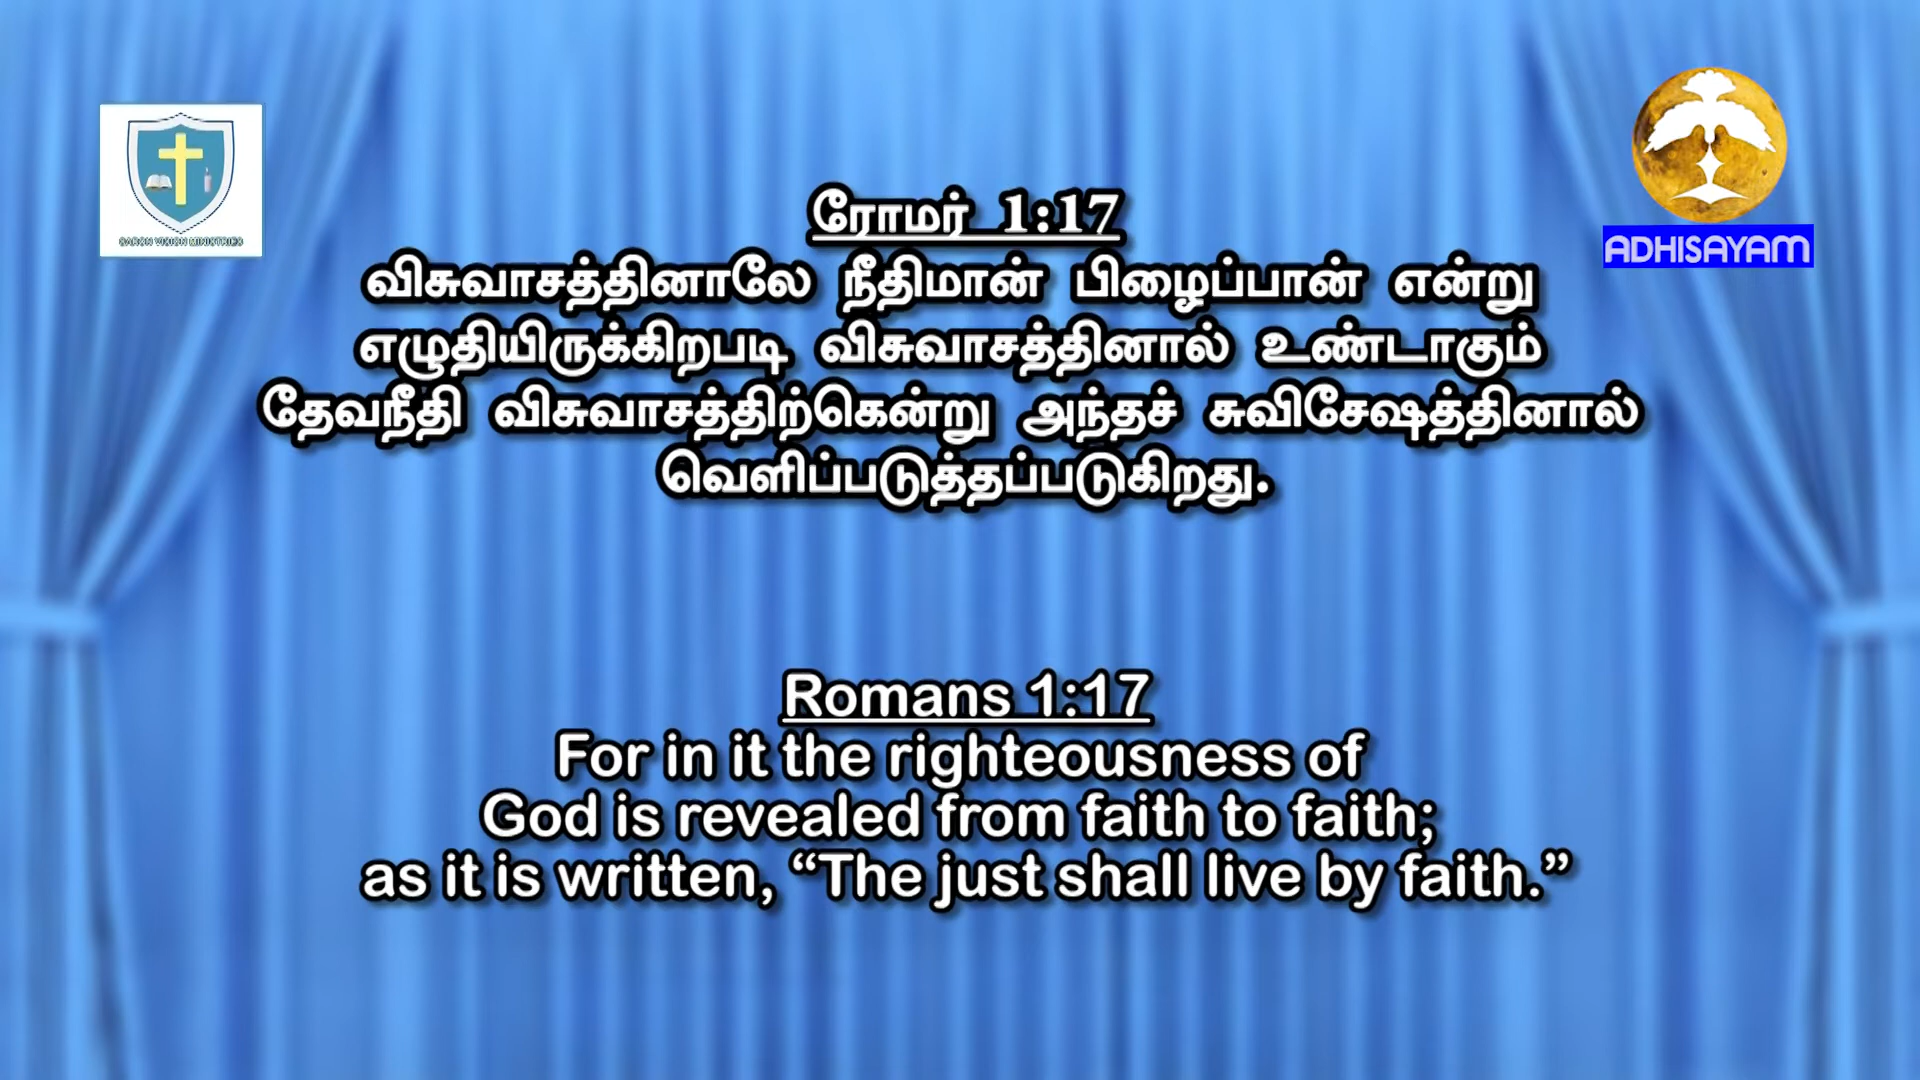 ரோமர் 1:17
விசுவாசத்தினாலே நீதிமான் பிழைப்பான் என்று
எழுதியிருக்கிறபடி விசுவாசத்தினால் உண்டாகும்
தேவநீதி விசுவாசத்திற்கென்று அந்தச் சுவிசேஷத்தினால்
வெளிப்படுத்தப்படுகிறது.
Romans 1:17
For in it the righteousness of
God is revealed from faith to faith;
as it is written, “The just shall live by faith.”
ADHISAYAM
VISION MINISTRIES